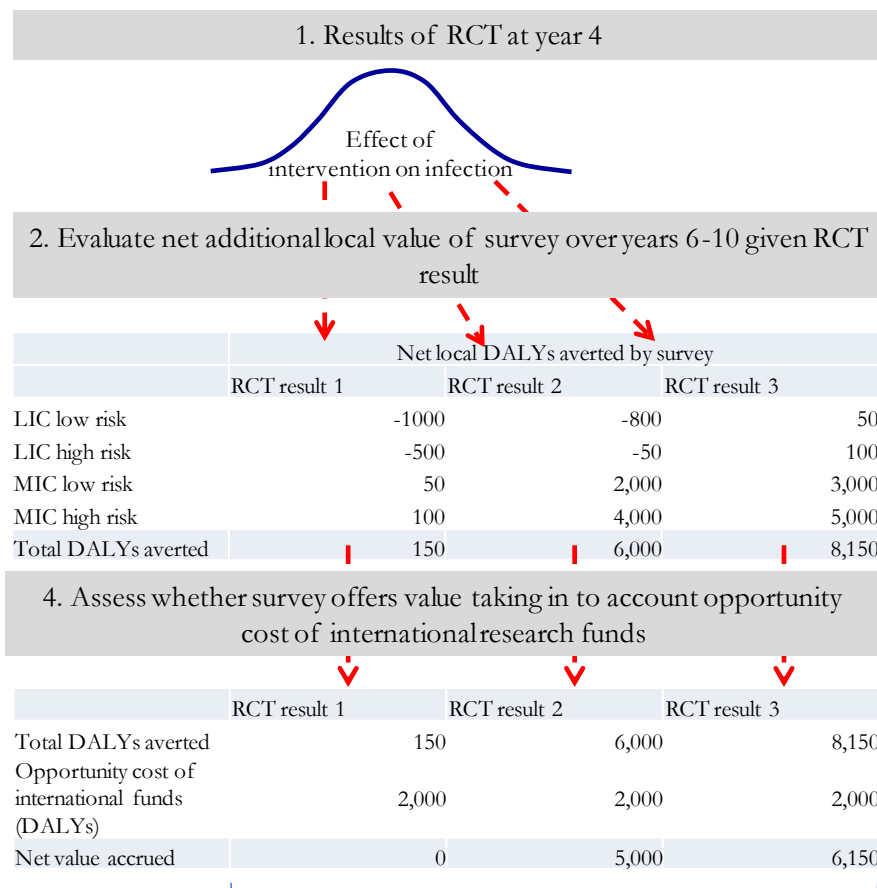 1. Results of RCT at year 4
Effect of
intervention on infection
2. Evaluate net additional local value of survey over years 6-10 given RCT
result
Net local DALYs averted by survey
RCT result 1 RCT result 2 RCT result 3
LIC low risk -1000 -800 50
LIC high risk -500 -50 100
MIC low risk 50 2,000 3,000
MIC high risk 100 4,000 5,000
Total DALYs averted 150 6,000 8,150
4. Assess whether survey offers value taking in to account opportunity
cost of international research funds
RCT result 1 RCT result 2 RCT result 3
Total DALYs averted 150 6,000 8,150
Opportunity cost of
international funds 2,000 2,000 2,000
(DALYs)
Net value accrued 0 5,000 6,150